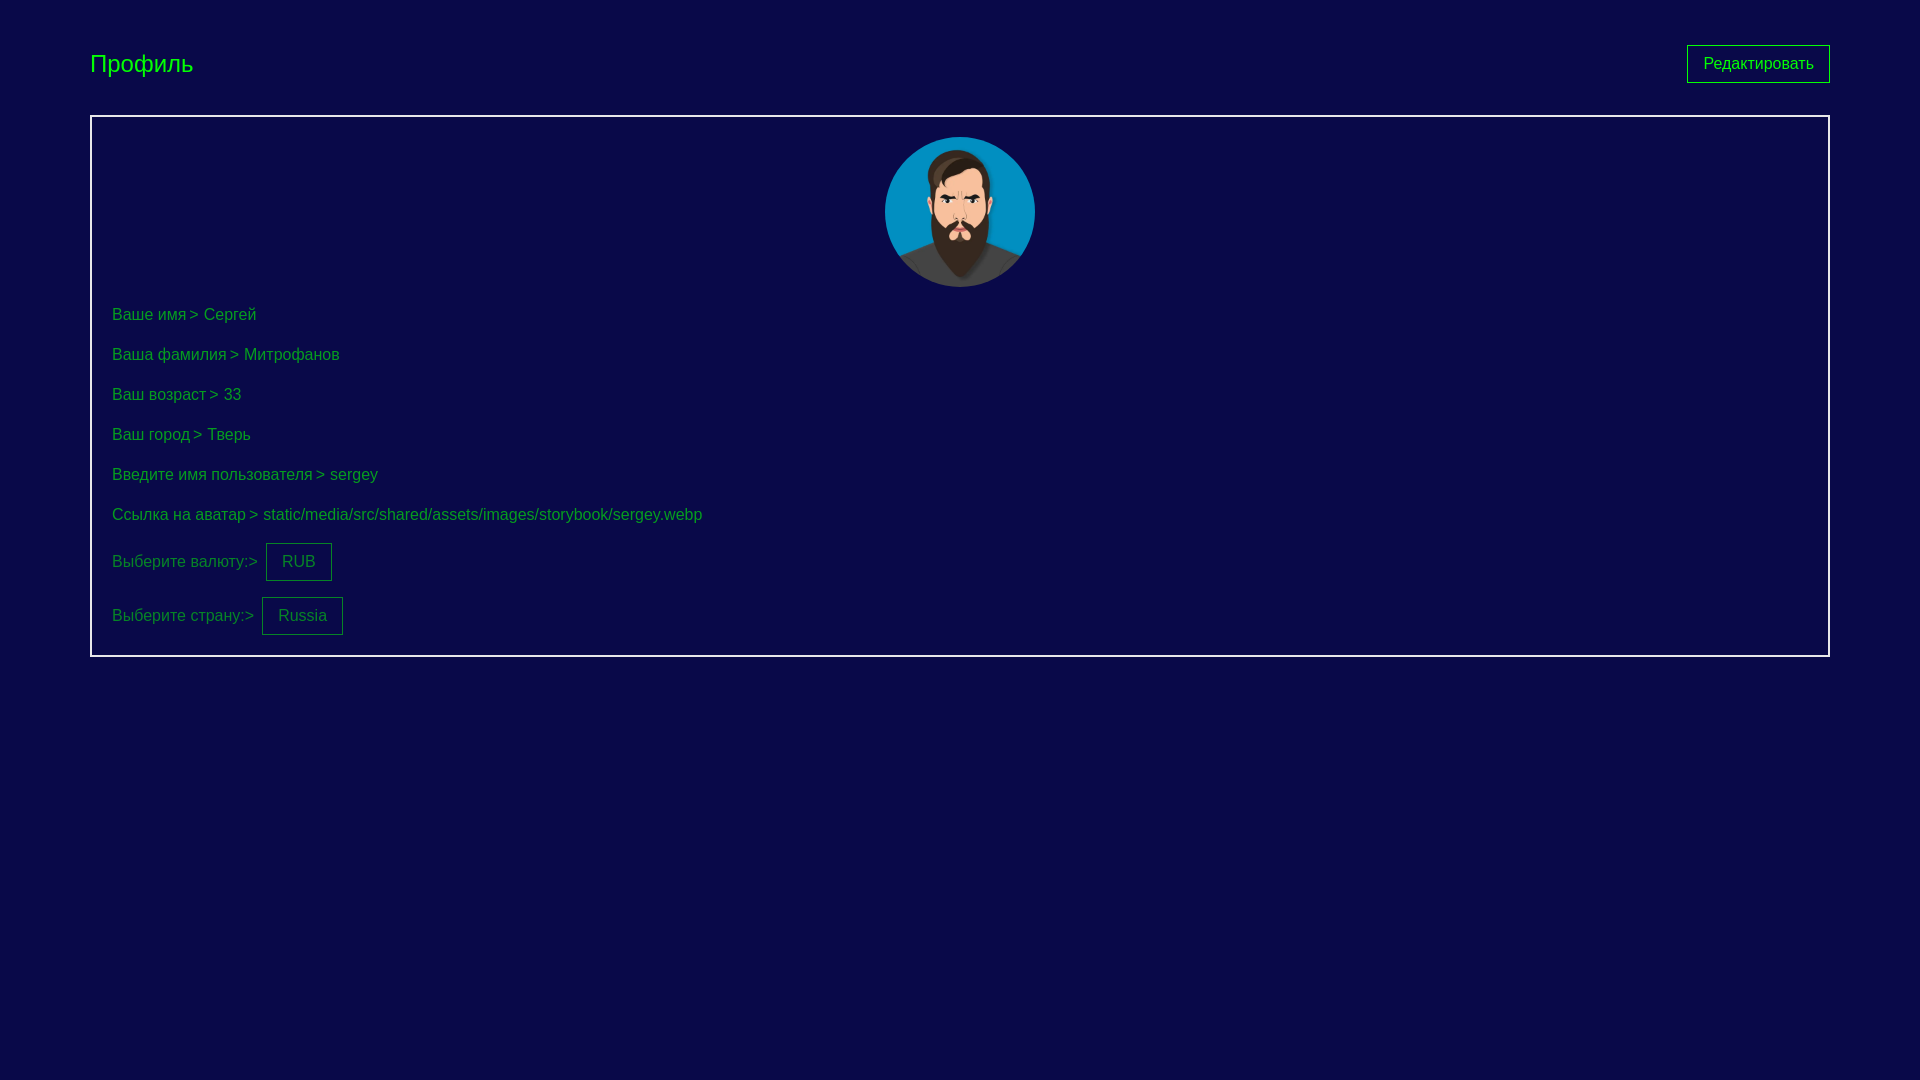 Профиль
Редактировать
Ваше имя > Сергей
Ваша фамилия > Митрофанов
Ваш возраст > 33
Ваш город > Тверь
Введите имя пользователя > sergey
Ссылка на аватар > static/media/src/shared/assets/images/storybook/sergey.webp
Выберите валюту:> RUB
Выберите страну:> Russia